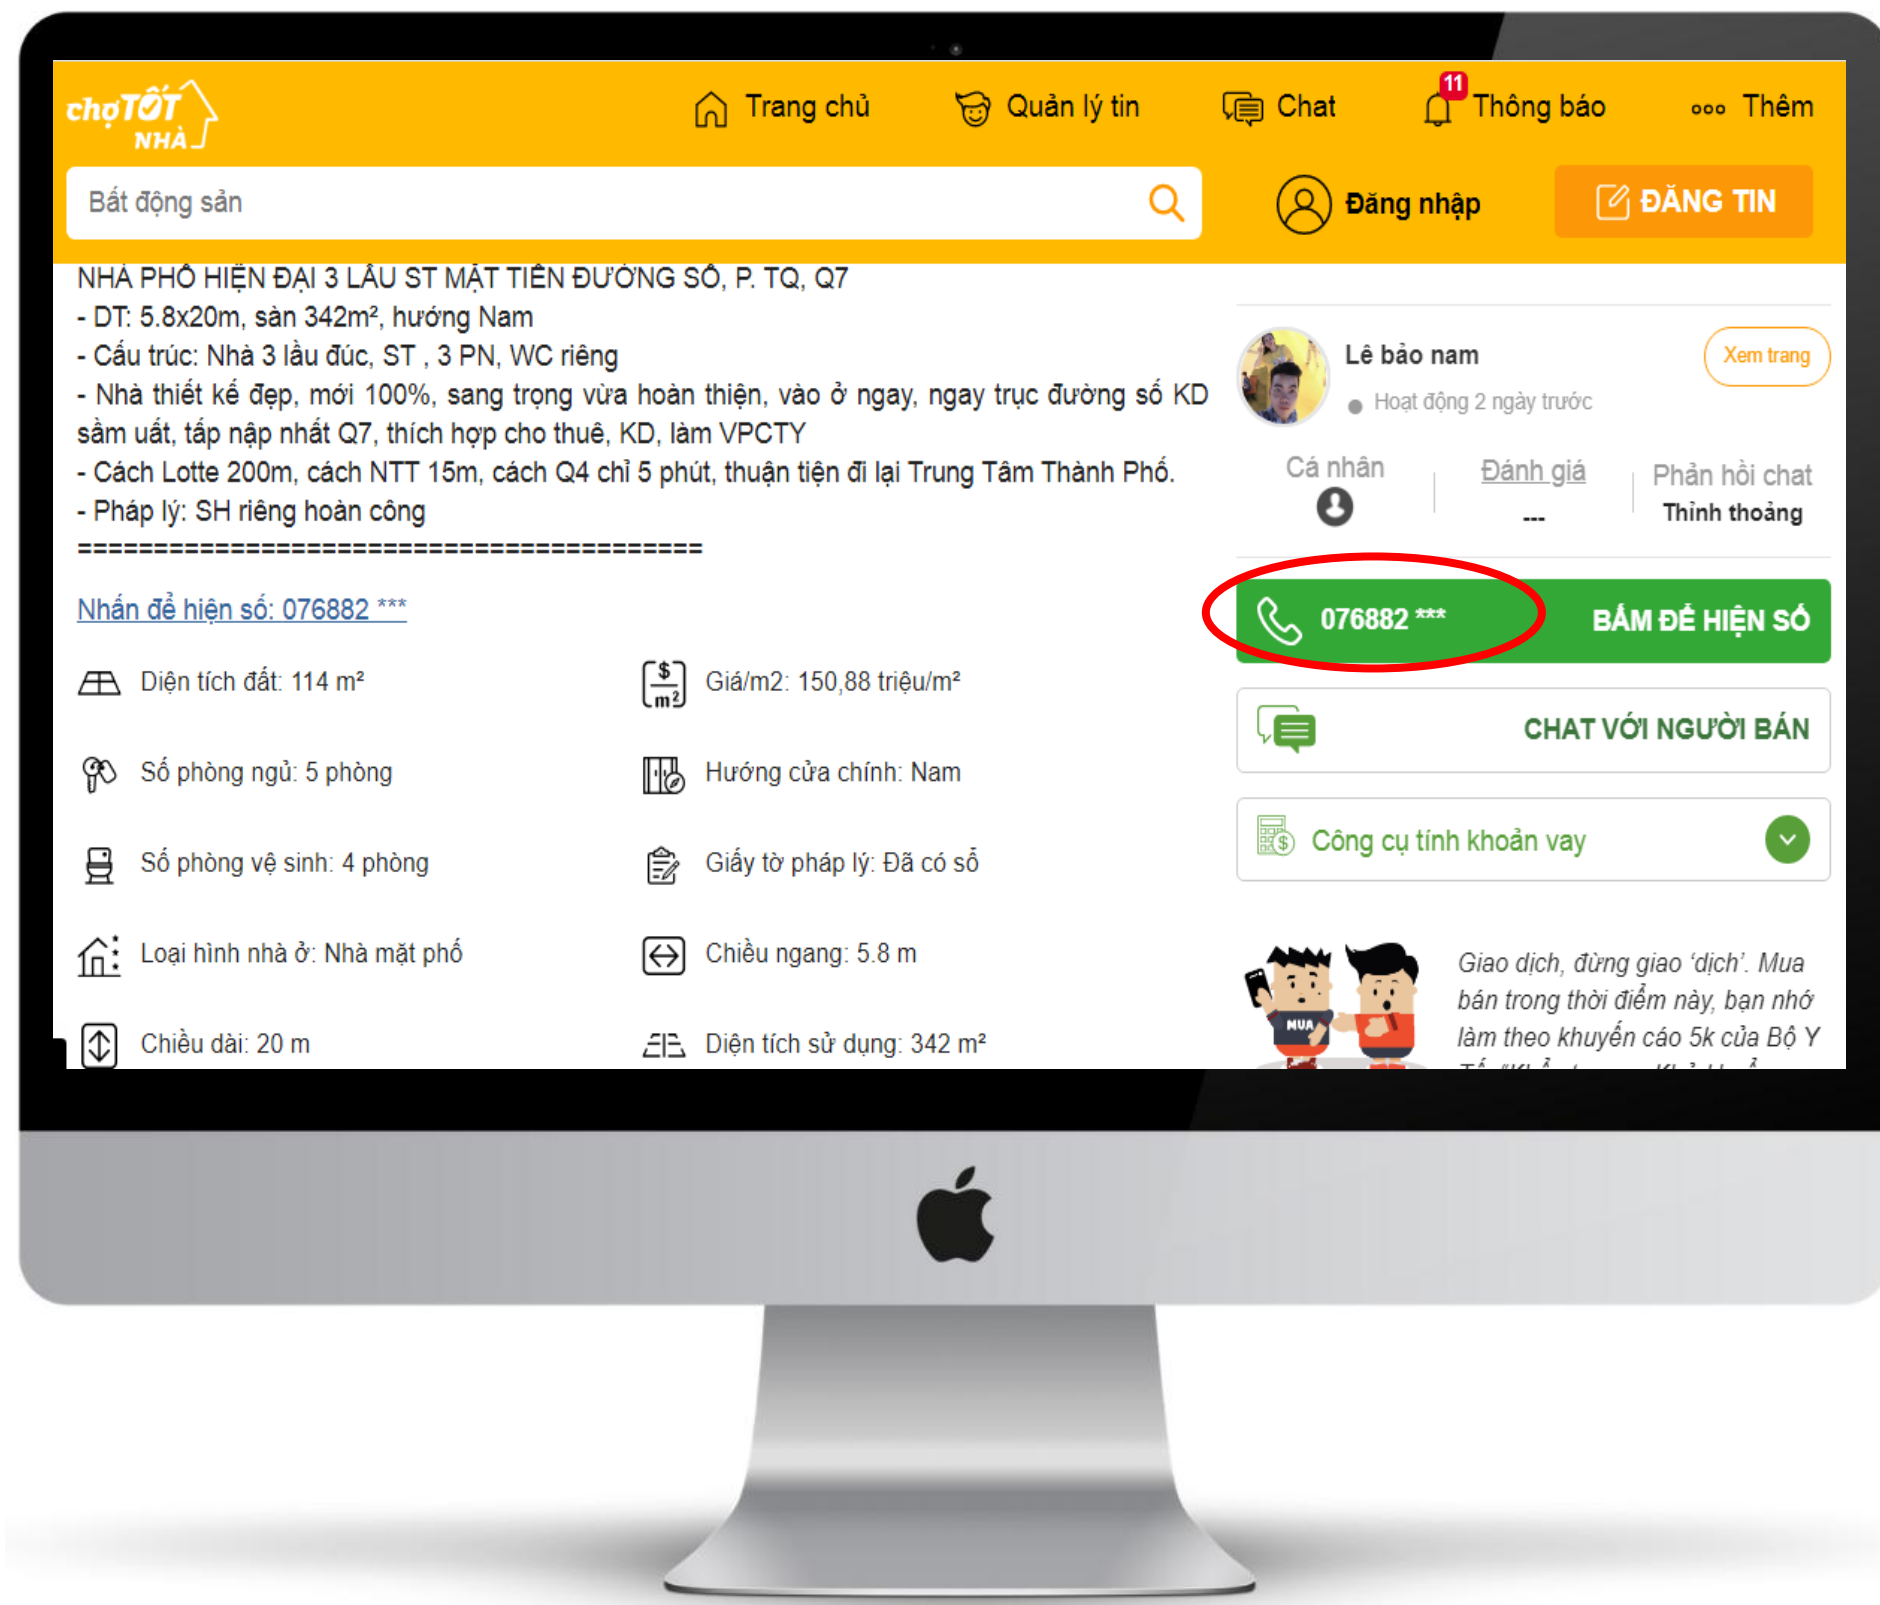 chợTỐT
NHÀ
Trang chủ
Quản lý tin
Chat
11
Thông báo
Thêm
Bất động sản
Đăng nhập
ĐĂNG TIN
NHÀ PHỐ HIỆN ĐẠI 3 LẦU ST MẶT TIỀN ĐƯỜNG SỐ, P. TQ, Q7
- DT: 5.8x20m, sàn 342m², hướng Nam
- Cấu trúc: Nhà 3 lầu đúc, ST , 3 PN, WC riêng
- Nhà thiết kế đẹp, mới 100%, sang trọng vừa hoàn thiện, vào ở ngay, ngay trục đường số KD
sầm uất, tấp nập nhất Q7, thích hợp cho thuê, KD, làm VPCTY
- Cách Lotte 200m, cách NTT 15m, cách Q4 chỉ 5 phút, thuận tiện đi lại Trung Tâm Thành Phố.
- Pháp lý: SH riêng hoàn công
=========================================
Nhấn để hiện số: 076882 ***
Diện tích đất: 114 m²
$
m²
Giá/m2: 150,88 triệu/m²
Số phòng ngủ: 5 phòng
Hướng cửa chính: Nam
Số phòng vệ sinh: 4 phòng
Giấy tờ pháp lý: Đã có sổ
Loại hình nhà ở: Nhà mặt phố
Chiều ngang: 5.8 m
Chiều dài: 20 m
Diện tích sử dụng: 342 m²
Lê bảo nam
Xem trang
Hoạt động 2 ngày trước
Cá nhân
Đánh giá
---
Phản hồi chat
Thỉnh thoảng
076882 ***
BẤM ĐỂ HIỆN SỐ
CHAT VỚI NGƯỜI BÁN
Công cụ tính khoản vay
MUA
Giao dịch, đừng giao ‘dịch’. Mua
bán trong thời điểm này, bạn nhớ
làm theo khuyến cáo 5k của Bộ Y